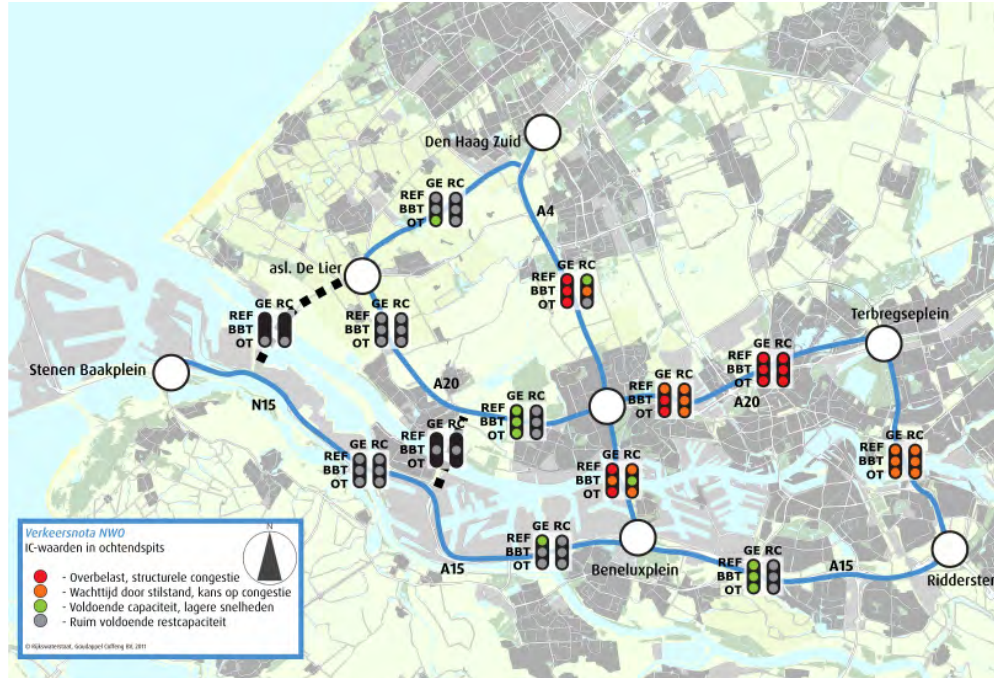 Den Haag Zuid
GE RC
REF
BBT
OT
A4
asl. De Lier
GE RC
REF
BBT
OT
GE RC
REF
BBT
OT
GE RC
REF
BBT
OT
Terbregseplein
Stenen Baakplein
N15
A20
GE RC
REF
BBT
OT
GE RC
REF
BBT
OT
GE RC
REF
BBT
OT
A20
GE RC
REF
BBT
OT
GE RC
REF
BBT
OT
GE RC
REF
BBT
OT
GE RC
REF
BBT
OT
A15
GE RC
REF
BBT
OT
Beneluxplein
GE RC
REF
BBT
OT
A15
Ridderster
Verkeersnota NWO
IC-waarden in ochtendspits
N
- Overbelast, structurele congestie
- Wachttijd door stilstand, kans op congestie
- Voldoende capaciteit, lagere snelheden
- Ruim voldoende restcapaciteit
© Rijkswaterstaat, Goudappel Coffeng BV, 2011